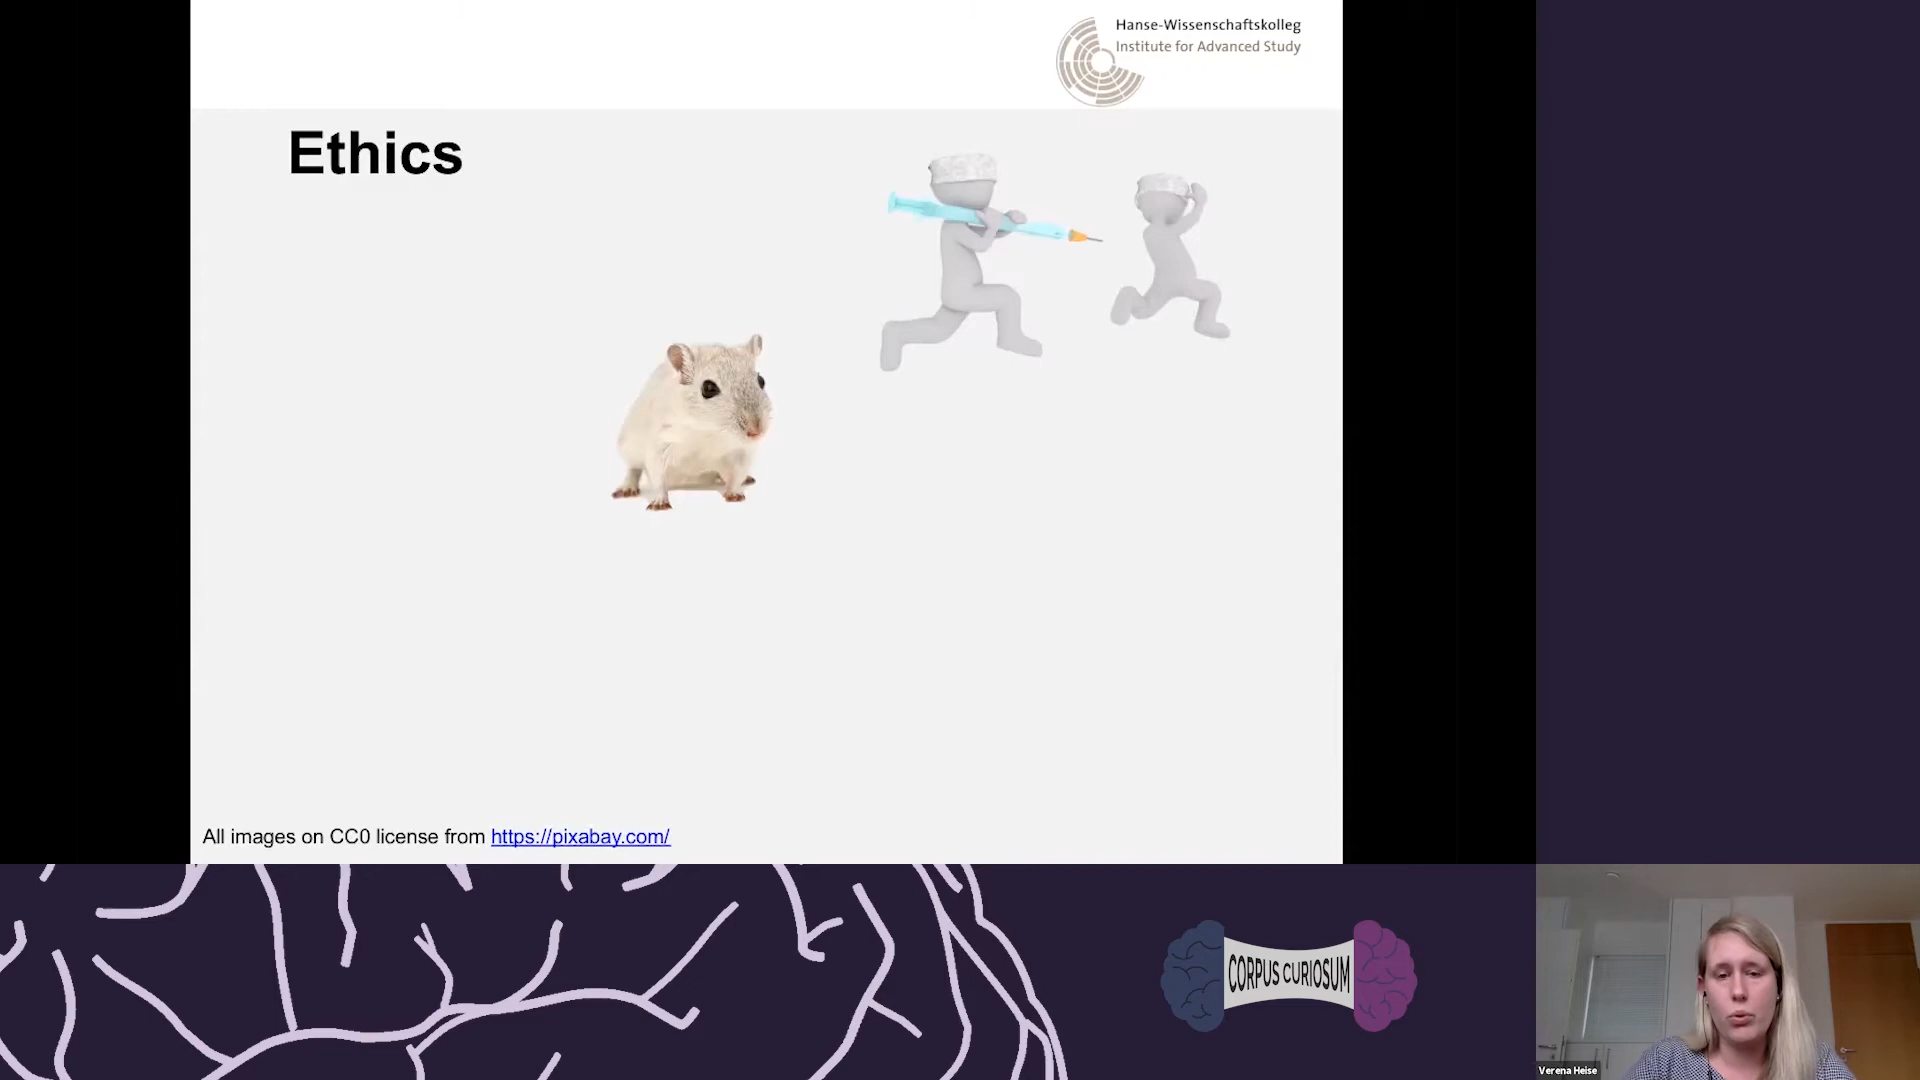 Hanse-Wissenschaftskolleg
Institute for Advanced Study
Ethics
All images on CC0 license from https://pixabay.com/
CORPUS CURIOSUM
Verena Heise